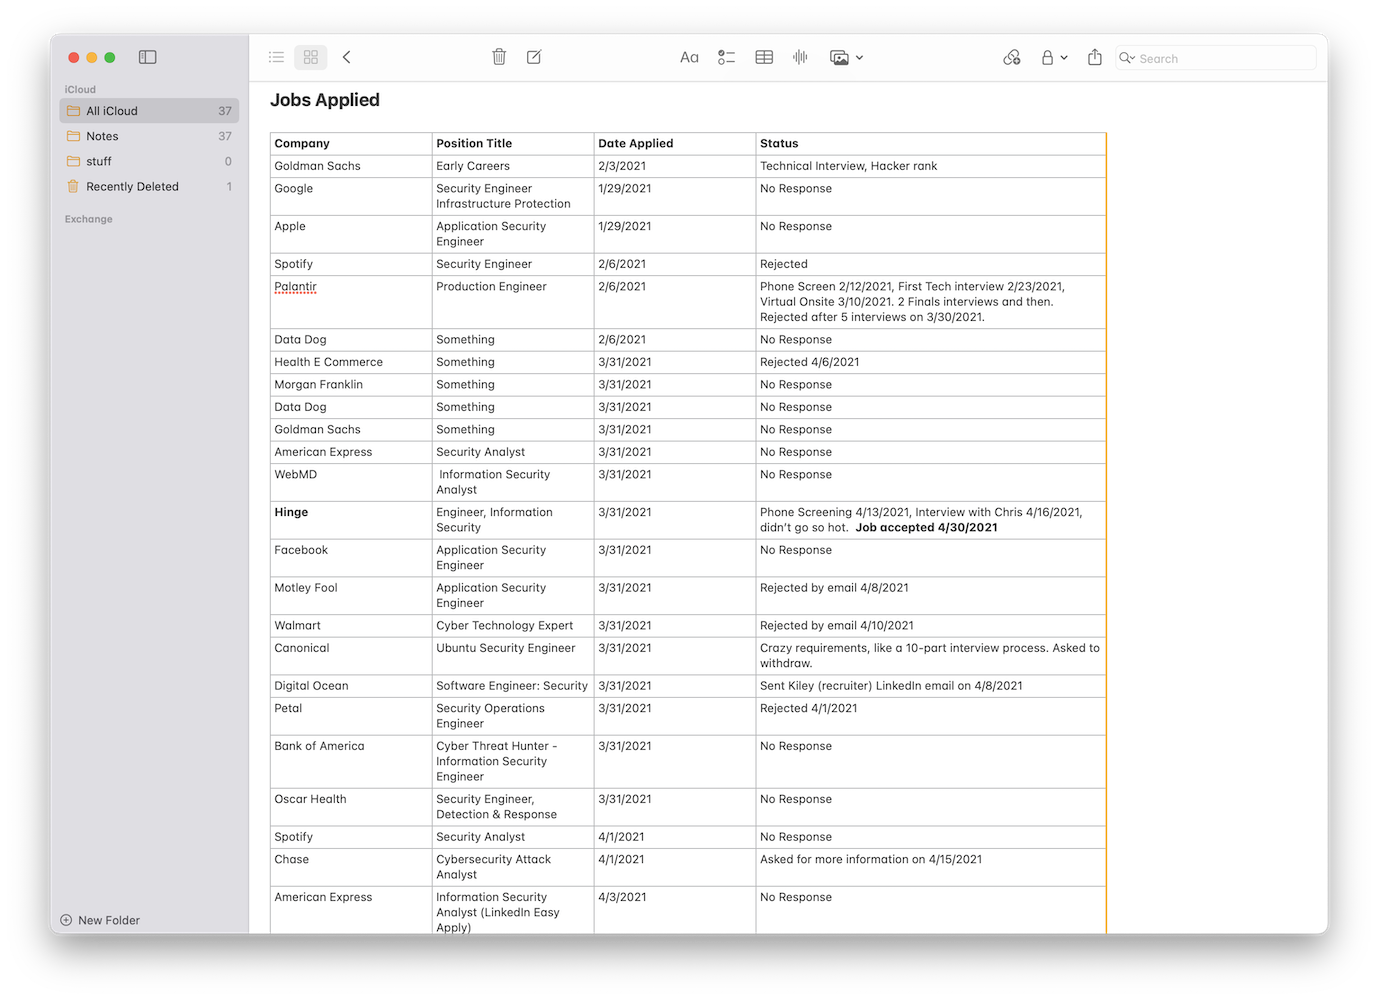 Search
iCloud
All iCloud 37
Notes 37
stuff 0
Recently Deleted 1
Exchange
New Folder
Jobs Applied
Company Position Title Date Applied Status
Goldman Sachs Early Careers 2/3/2021 Technical Interview, Hacker rank
Google Security Engineer 1/29/2021 No Response
Infrastructure Protection
Apple Application Security 1/29/2021 No Response
Engineer
Spotify Security Engineer 2/6/2021 Rejected
Palantir Production Engineer 2/6/2021 Phone Screen 2/12/2021, First Tech interview 2/23/2021,
Virtual Onsite 3/10/2021. 2 Finals interviews and then.
Rejected after 5 interviews on 3/30/2021.
Data Dog Something 2/6/2021 No Response
Health E Commerce Something 3/31/2021 Rejected 4/6/2021
Morgan Franklin Something 3/31/2021 No Response
Data Dog Something 3/31/2021 No Response
Goldman Sachs Something 3/31/2021 No Response
American Express Security Analyst 3/31/2021 No Response
WebMD Information Security 3/31/2021 No Response
Analyst
Hinge Engineer, Information 3/31/2021 Phone Screening 4/13/2021, Interview with Chris 4/16/2021,
Security didn't go so hot. Job accepted 4/30/2021
Facebook Application Security 3/31/2021 No Response
Engineer
Motley Fool Application Security 3/31/2021 Rejected by email 4/8/2021
Engineer
Walmart Cyber Technology Expert 3/31/2021 Rejected by email 4/10/2021
Canonical Ubuntu Security Engineer 3/31/2021 Crazy requirements, like a 10-part interview process. Asked to
withdraw.
Digital Ocean Software Engineer: Security 3/31/2021 Sent Kiley (recruiter) LinkedIn email on 4/8/2021
Petal Security Operations 3/31/2021 Rejected 4/1/2021
Engineer
Bank of America Cyber Threat Hunter - 3/31/2021 No Response
Information Security
Engineer
Oscar Health Security Engineer, 3/31/2021 No Response
Detection & Response
Spotify Security Analyst 4/1/2021 No Response
Chase Cybersecurity Attack 4/1/2021 Asked for more information on 4/15/2021
Analyst
American Express Information Security 4/3/2021 No Response
Analyst (LinkedIn Easy
Apply)